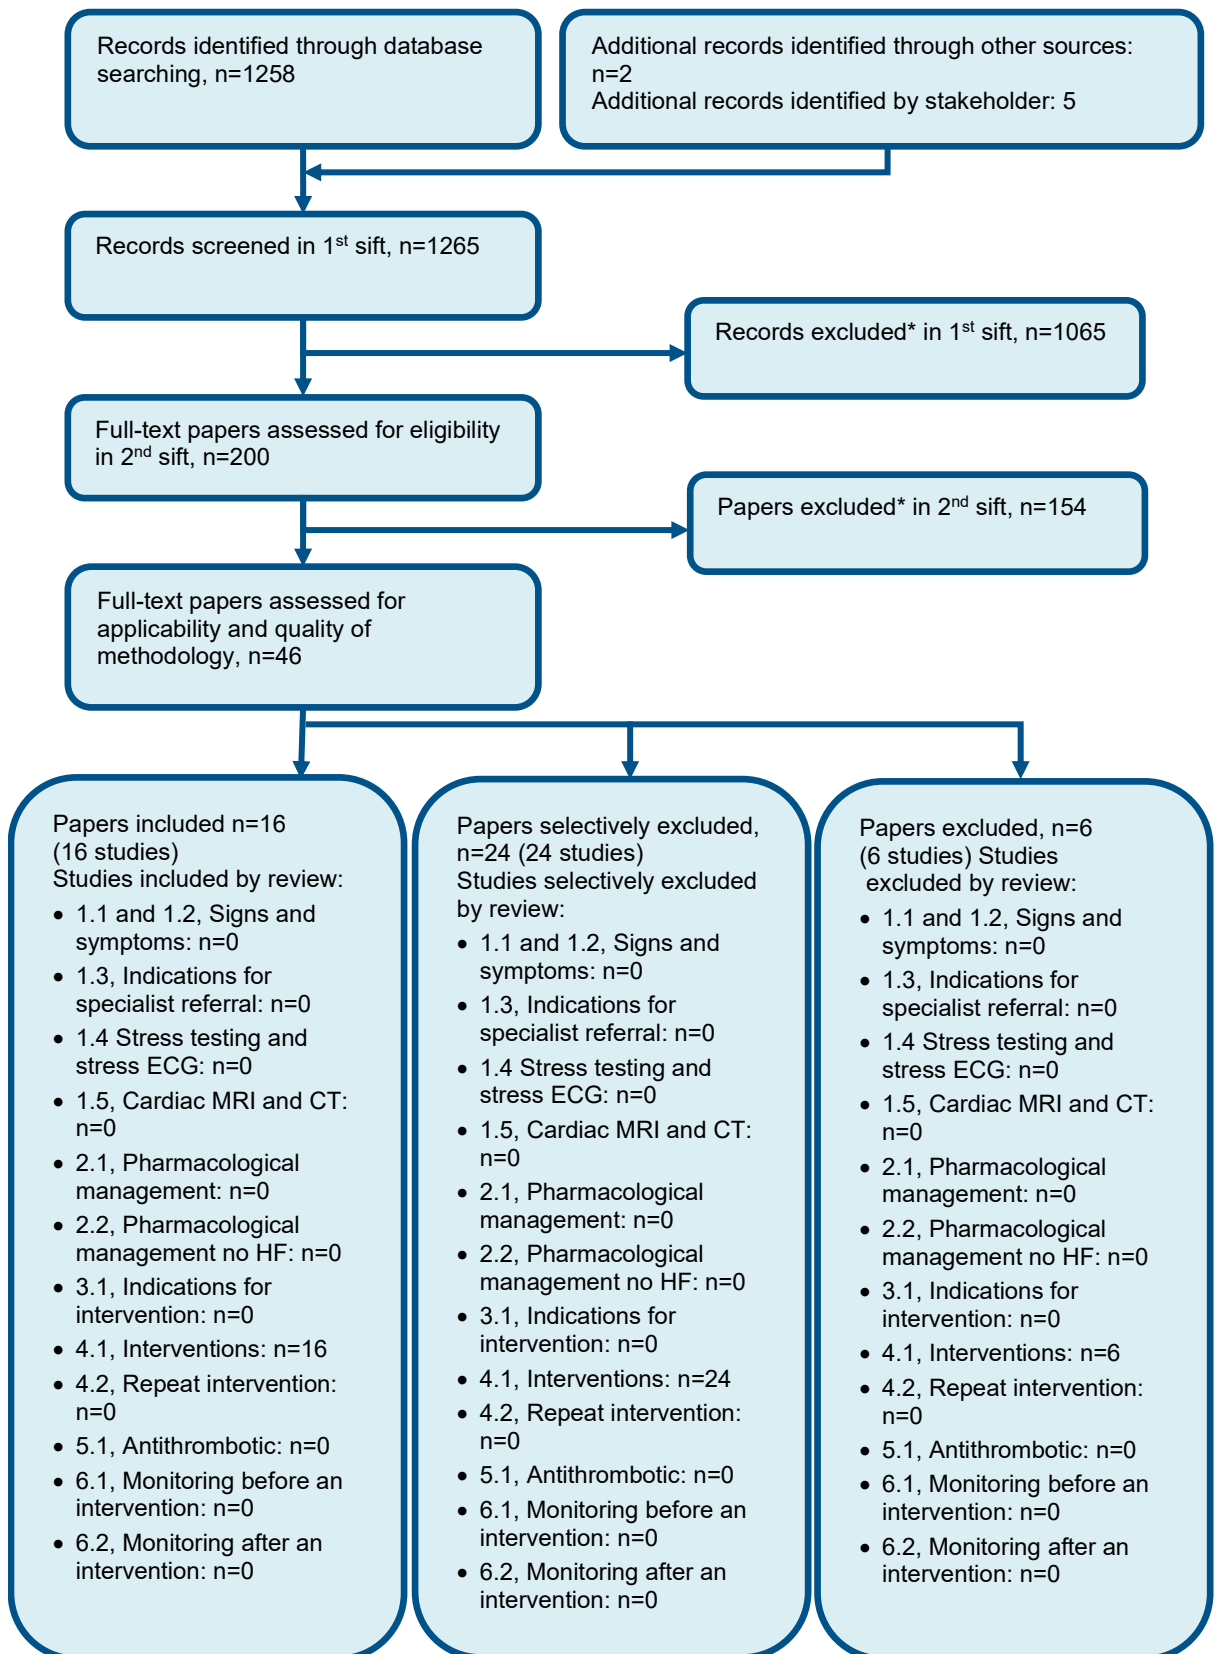 Records identified through database
searching, n=1258
Additional records identified through other sources:
n=2
Additional records identified by stakeholder: 5
Records screened in 1st sift, n=1265
Records excluded* in 1st sift, n=1065
Full-text papers assessed for eligibility
in 2nd sift, n=200
Papers excluded* in 2nd sift, n=154
Full-text papers assessed for
applicability and quality of
methodology, n=46
Papers included n=16
(16 studies)
Studies included by review:
• 1.1 and 1.2, Signs and
symptoms: n=0
• 1.3, Indications for
specialist referral: n=0
• 1.4 Stress testing and
stress ECG: n=0
• 1.5, Cardiac MRI and CT:
n=0
• 2.1, Pharmacological
management: n=0
• 2.2, Pharmacological
management no HF: n=0
• 3.1, Indications for
intervention: n=0
• 4.1, Interventions: n=16
• 4.2, Repeat intervention:
n=0
• 5.1, Antithrombotic: n=0
• 6.1, Monitoring before an
intervention: n=0
• 6.2, Monitoring after an
intervention: n=0
Papers selectively excluded,
n=24 (24 studies)
Studies selectively excluded
by review:
• 1.1 and 1.2, Signs and
symptoms: n=0
• 1.3, Indications for
specialist referral: n=0
• 1.4 Stress testing and
stress ECG: n=0
• 1.5, Cardiac MRI and CT:
n=0
• 2.1, Pharmacological
management: n=0
• 2.2, Pharmacological
management no HF: n=0
• 3.1, Indications for
intervention: n=0
• 4.1, Interventions: n=24
• 4.2, Repeat intervention:
n=0
• 5.1, Antithrombotic: n=0
• 6.1, Monitoring before an
intervention: n=0
• 6.2, Monitoring after an
intervention: n=0
Papers excluded, n=6
(6 studies) Studies
excluded by review:
• 1.1 and 1.2, Signs and
symptoms: n=0
• 1.3, Indications for
specialist referral: n=0
• 1.4 Stress testing and
stress ECG: n=0
• 1.5, Cardiac MRI and CT:
n=0
• 2.1, Pharmacological
management: n=0
• 2.2, Pharmacological
management no HF: n=0
• 3.1, Indications for
intervention: n=0
• 4.1, Interventions: n=6
• 4.2, Repeat intervention:
n=0
• 5.1, Antithrombotic: n=0
• 6.1, Monitoring before an
intervention: n=0
• 6.2, Monitoring after an
intervention: n=0